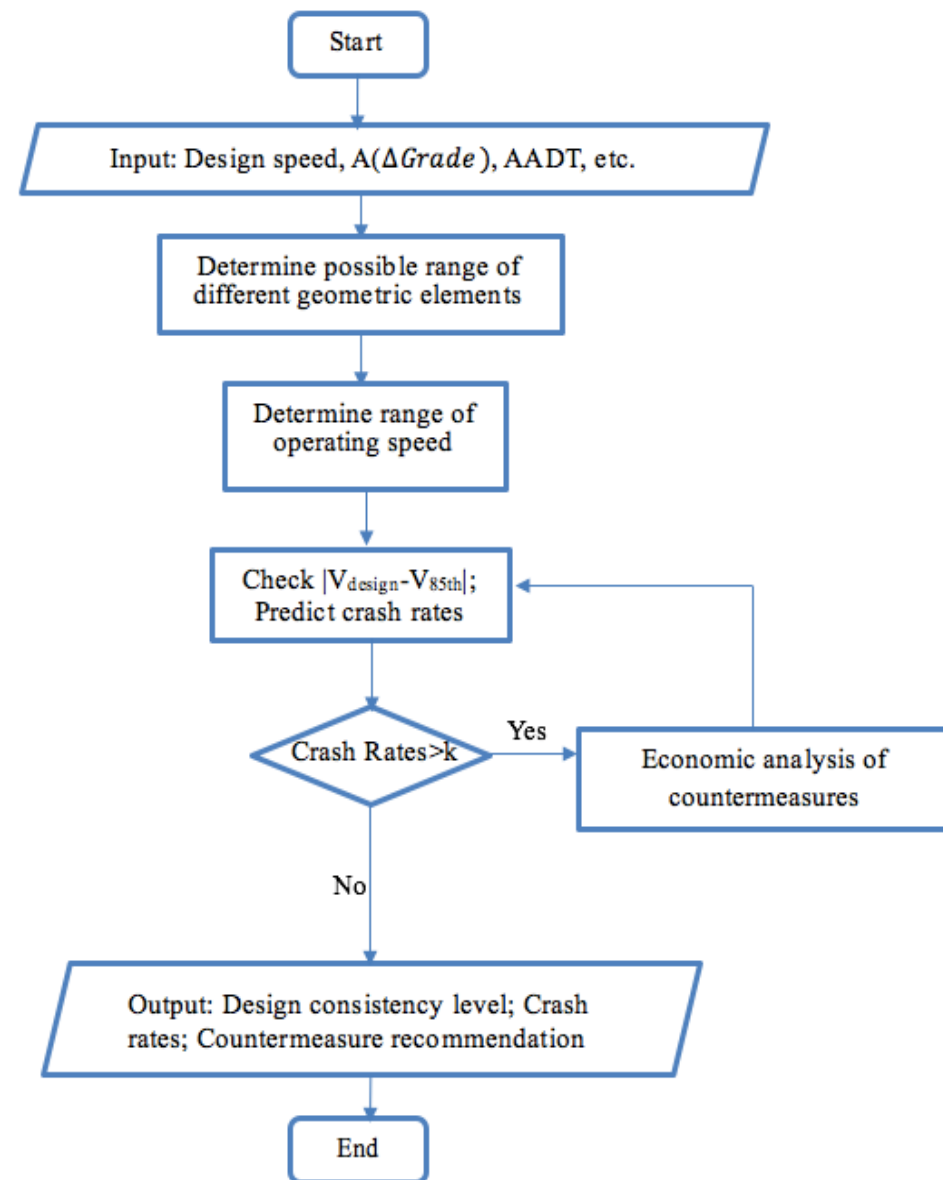 Start
Input: Design speed, A(ΔGrade), AADT, etc.
Determine possible range of
different geometric elements
Determine range of
operating speed
Check |Vdesign-V85th|;
Predict crash rates
Crash Rates>k
Yes
Economic analysis of
countermeasures
No
Output: Design consistency level; Crash
rates; Countermeasure recommendation
End